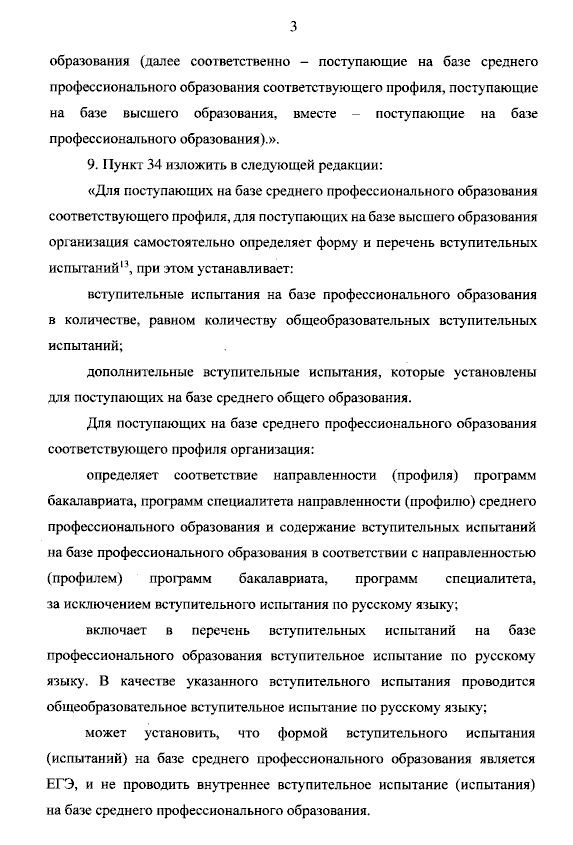 3
образования (далее соответственно – поступающие на базе среднего
профессионального образования соответствующего профиля, поступающие
на базе высшего образования, вместе – поступающие на базе
профессионального образования).».
9. Пункт 34 изложить в следующей редакции:
«Для поступающих на базе среднего профессионального образования
соответствующего профиля, для поступающих на базе высшего образования
организация самостоятельно определяет форму и перечень вступительных
испытаний¹³, при этом устанавливает:
вступительные испытания на базе профессионального образования
в количестве, равном количеству общеобразовательных вступительных
испытаний;
дополнительные вступительные испытания, которые установлены
для поступающих на базе среднего общего образования.
Для поступающих на базе среднего профессионального образования
соответствующего профиля организация:
определяет соответствие направленности (профиля) программ
бакалавриата, программ специалитета направленности (профилю) среднего
профессионального образования и содержание вступительных испытаний
на базе профессионального образования в соответствии с направленностью
(профилем) программ бакалавриата, программ специалитета,
за исключением вступительного испытания по русскому языку;
включает в перечень вступительных испытаний на базе
профессионального образования вступительное испытание по русскому
языку. В качестве указанного вступительного испытания проводится
общеобразовательное вступительное испытание по русскому языку;
может установить, что формой вступительного испытания
(испытаний) на базе среднего профессионального образования является
ЕГЭ, и не проводить внутреннее вступительное испытание (испытания)
на базе среднего профессионального образования.